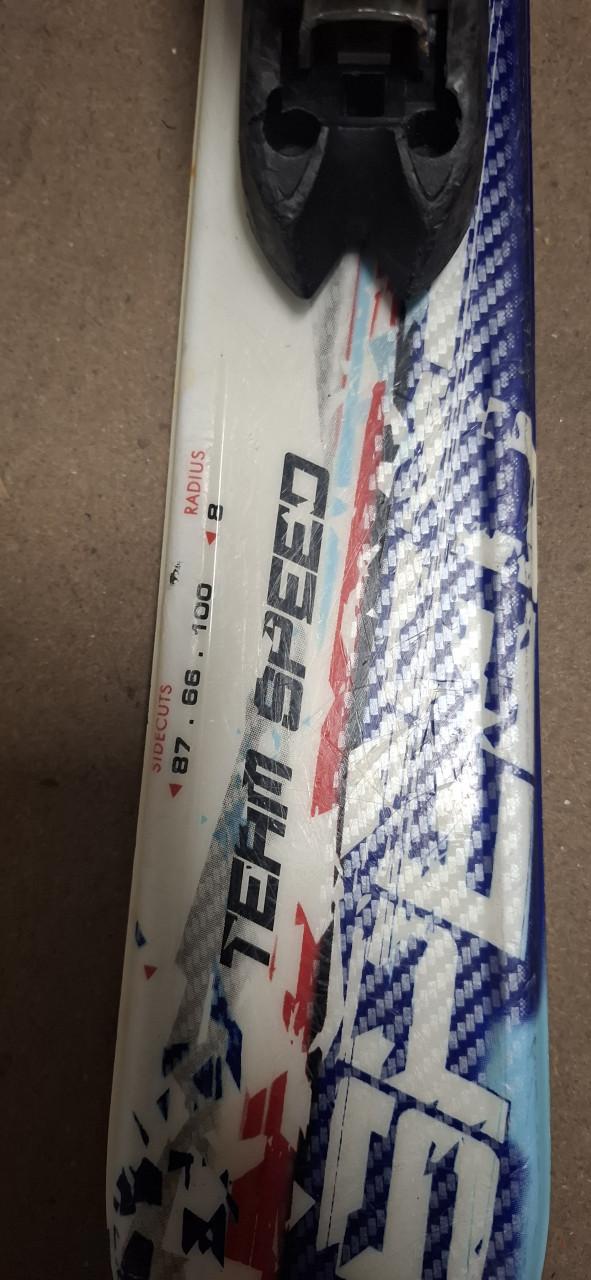 RADIUS
8
SIDECUTS
87 . 66 . 100
TEAM SPEED